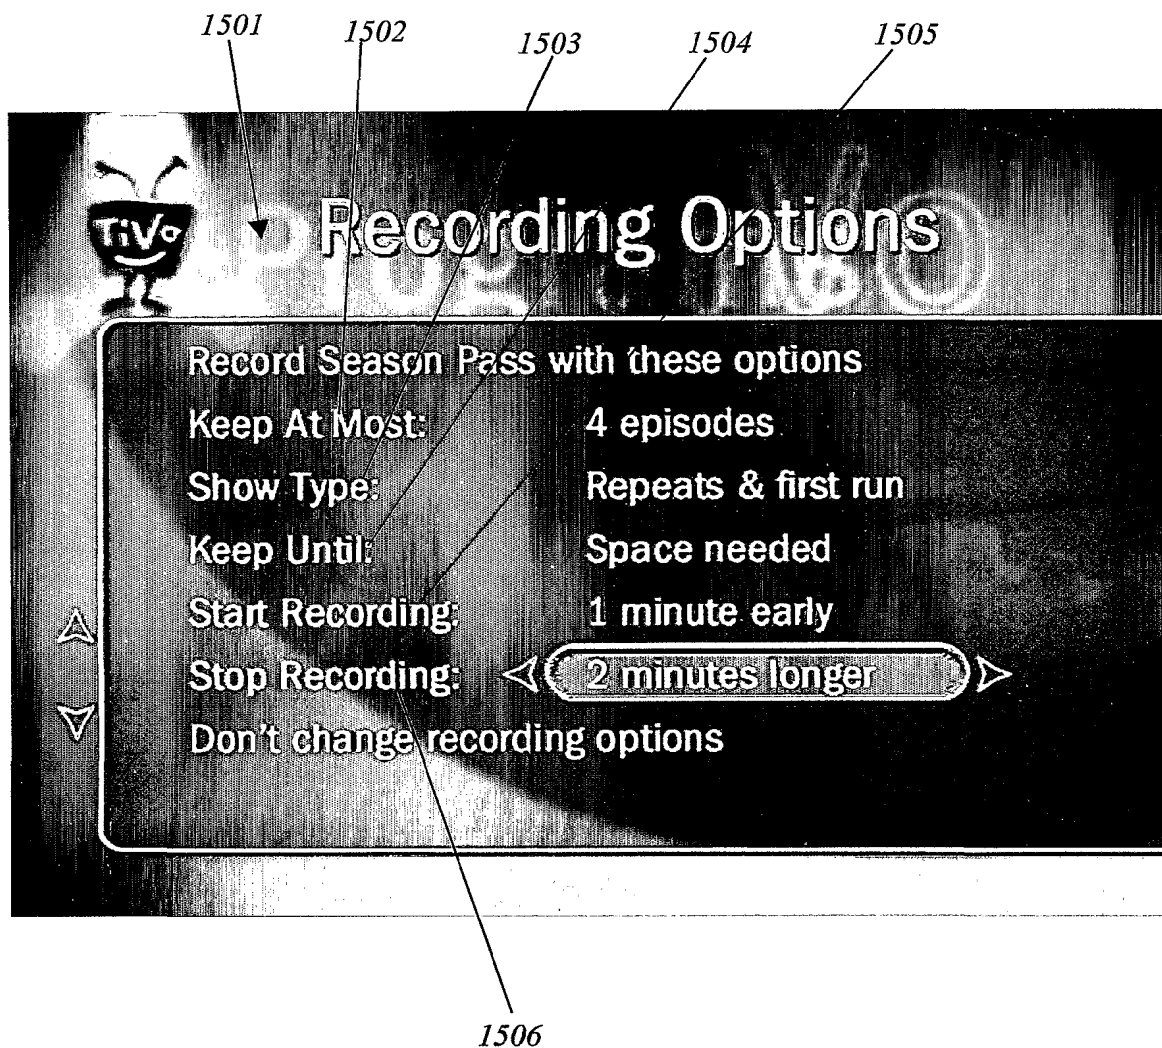 1501 1502 1503 1504 1505
TiVo
Recording Options
Record Season Pass with these options
Keep At Most: 4 episodes
Show Type: Repeats & first run
Keep Until: Space needed
Start Recording: 1 minute early
Stop Recording: 2 minutes longer
Don't change recording options
1506